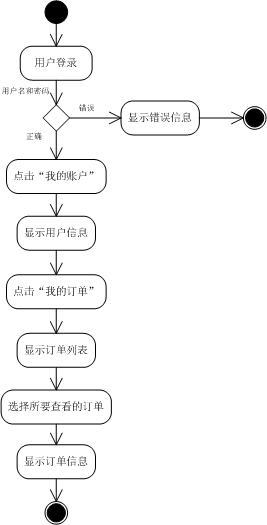 用户登录
用户名和密码
错误
显示错误信息
正确
点击“我的账户”
显示用户信息
点击“我的订单”
显示订单列表
选择所要查看的订单
显示订单信息